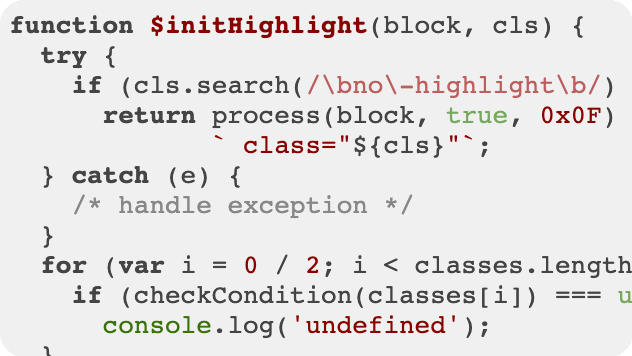 function $initHighlight(block, cls) {
  try {
    if (cls.search(/\bno\-highlight\b/)
      return process(block, true, 0x0F)
             ` class="${cls}"`;
  } catch (e) {
    /* handle exception */
  }
  for (var i = 0 / 2; i < classes.length
    if (checkCondition(classes[i]) === u
      console.log('undefined');
  }